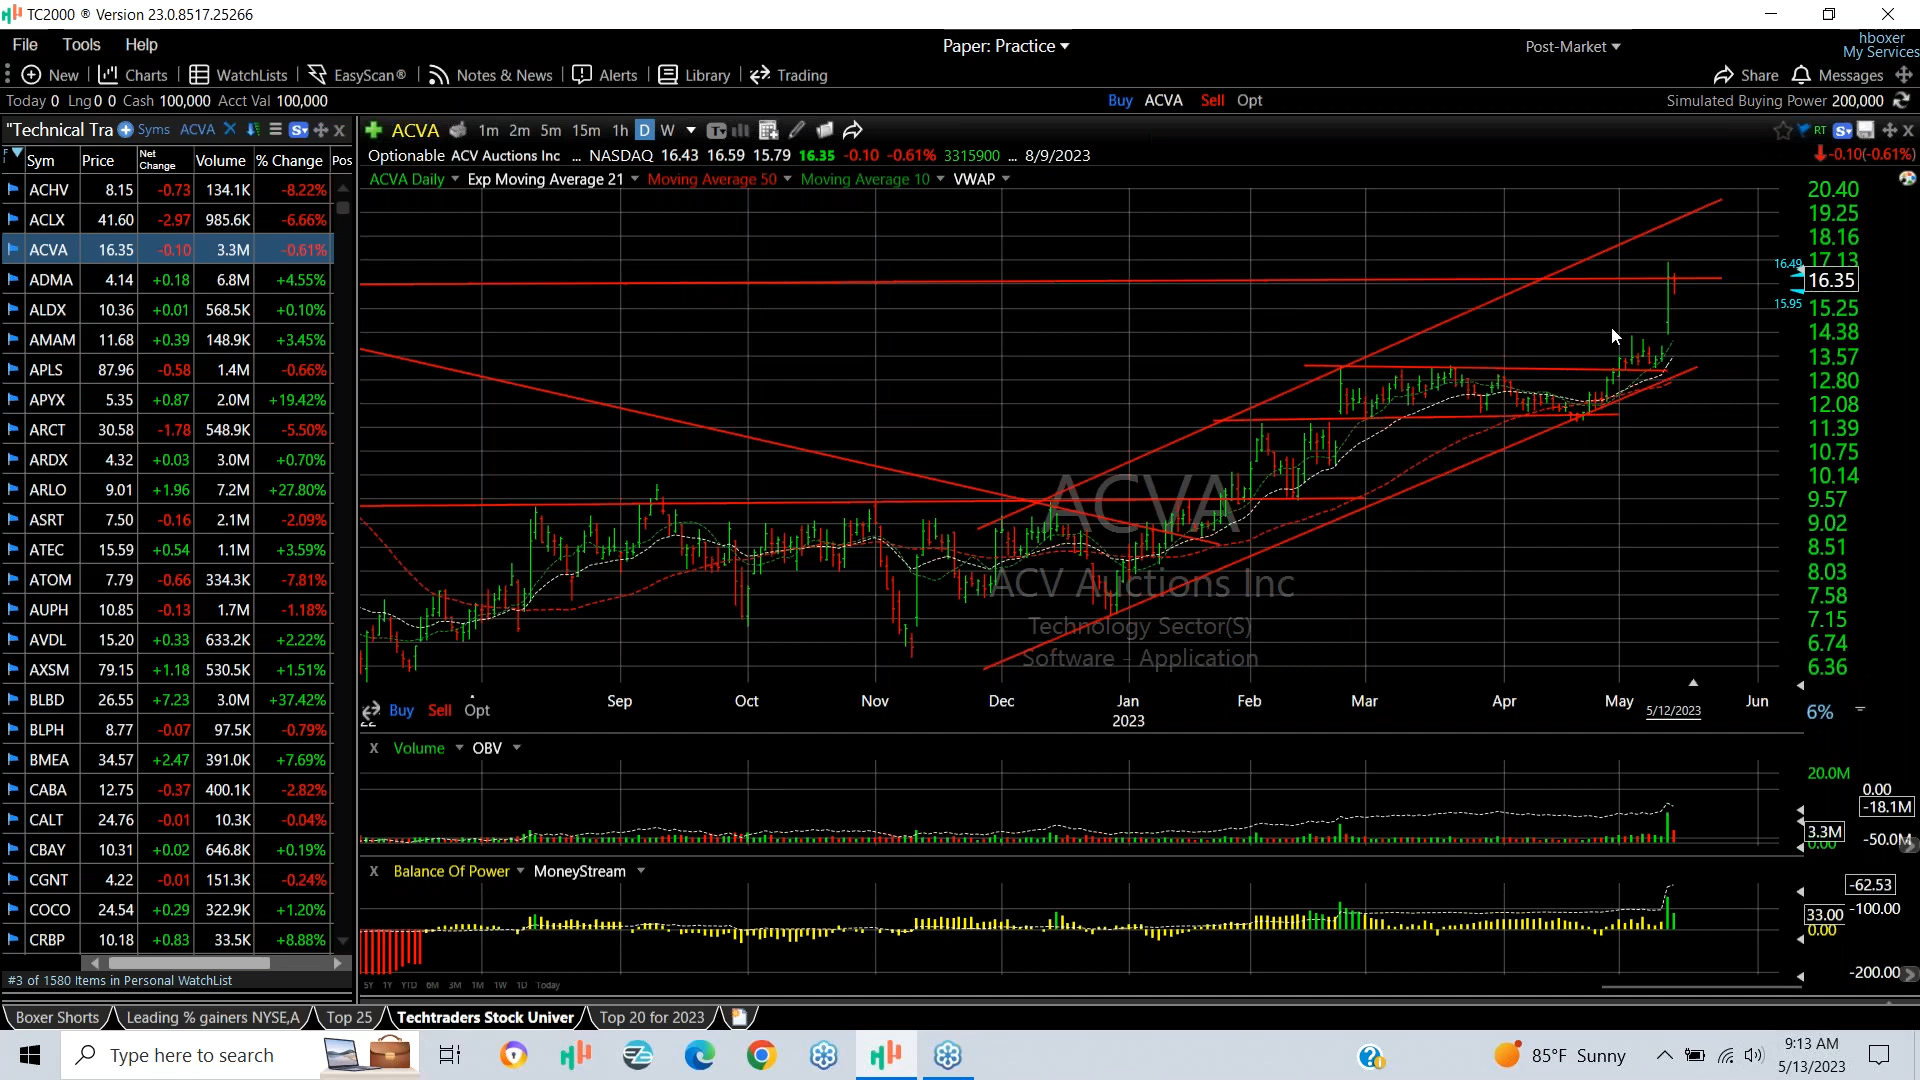 TC2000 ® Version 23.0.8517.25266
File Tools Help
Paper: Practice
Post-Market
hboxer
My Services
New Charts WatchLists EasyScan® Notes & News Alerts Library Trading
Share Messages
Today 0 Lng 0 0 Cash 100,000 Acct Val 100,000
Buy ACVA Sell Opt
Simulated Buying Power 200,000
"Technical Tra Syms ACVA X S X
ACVA 1m 2m 5m 15m 1h D W T
RT S X
Sym Price Net Change Volume % Change Pos
Optionable ACV Auctions Inc ... NASDAQ 16.43 16.59 15.79 16.35 -0.10 -0.61% 3315900 ... 8/9/2023
-0.10(-0.61%)
ACVA Daily Exp Moving Average 21 Moving Average 50 Moving Average 10 VWAP
ACHV 8.15 -0.73 134.1K -8.22%
ACLX 41.60 -2.97 985.6K -6.66%
ACVA 16.35 -0.10 3.3M -0.61%
ADMA 4.14 +0.18 6.8M +4.55%
ALDX 10.36 +0.01 568.5K +0.10%
AMAM 11.68 +0.39 148.9K +3.45%
APLS 87.96 -0.58 1.4M -0.66%
APYX 5.35 +0.87 2.0M +19.42%
ARCT 30.58 -1.78 548.9K -5.50%
ARDX 4.32 +0.03 3.0M +0.70%
ARLO 9.01 +1.96 7.2M +27.80%
ASRT 7.50 -0.16 2.1M -2.09%
ATEC 15.59 +0.54 1.1M +3.59%
ATOM 7.79 -0.66 334.3K -7.81%
AUPH 10.85 -0.13 1.7M -1.18%
AVDL 15.20 +0.33 633.2K +2.22%
AXSM 79.15 +1.18 530.5K +1.51%
BLBD 26.55 +7.23 3.0M +37.42%
BLPH 8.77 -0.07 97.5K -0.79%
BMEA 34.57 +2.47 391.0K +7.69%
CABA 12.75 -0.37 400.1K -2.82%
CALT 24.76 -0.01 10.3K -0.04%
CBAY 10.31 +0.02 646.8K +0.19%
CGNT 4.22 -0.01 151.3K -0.24%
COCO 24.54 +0.29 322.9K +1.20%
CRBP 10.18 +0.83 33.5K +8.88%
#3 of 1580 Items in Personal WatchList
20.40
19.25
18.16
17.13
16.49
16.35
15.95
15.25
14.38
13.57
12.80
12.08
11.39
10.75
10.14
9.57
9.02
8.51
8.03
7.58
7.15
6.74
6.36
ACVA
ACV Auctions Inc
Technology Sector(S)
Software - Application
Sep Oct Nov Dec Jan Feb Mar Apr May Jun
2023
5/12/2023
22
6%
Buy Sell Opt
X Volume OBV
20.0M
0.00
-18.1M
3.3M
0.00
-50.0M
X Balance Of Power MoneyStream
-62.53
33.00
-100.00
0.00
-200.00
5Y 1Y YTD 6M 3M 1M 1W 1D Today
Boxer Shorts Leading % gainers NYSE,A Top 25 Techtraders Stock Univer Top 20 for 2023
Type here to search
85°F Sunny
9:13 AM
5/13/2023